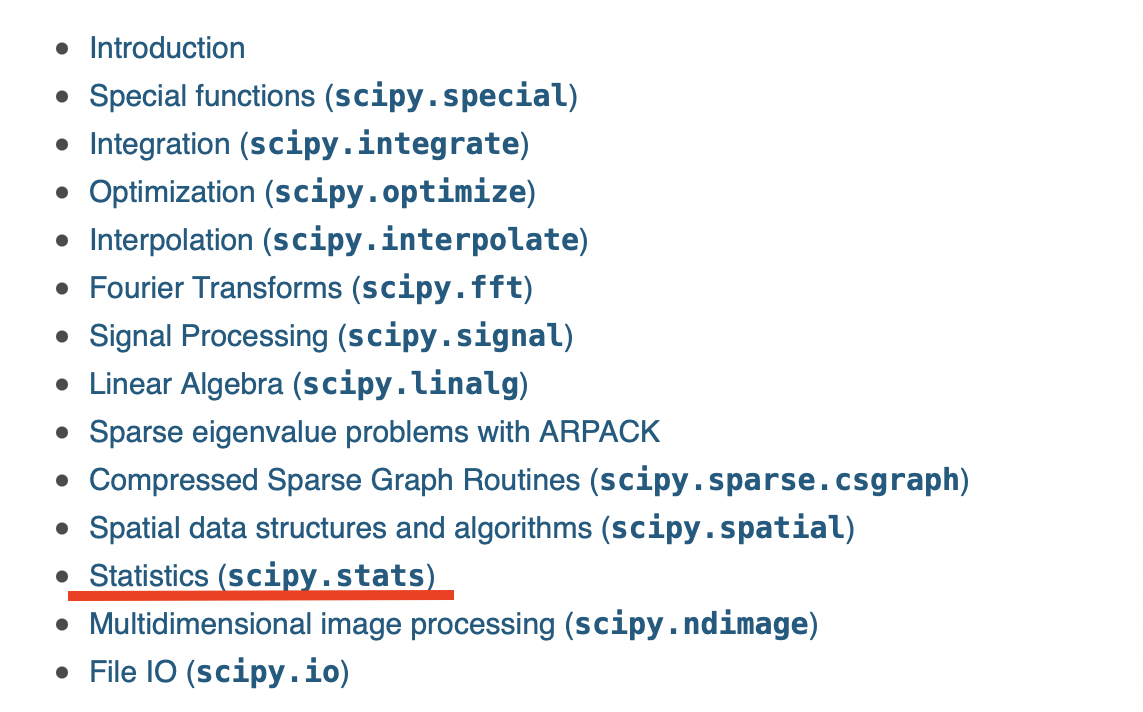 Introduction
Special functions (scipy.special)
Integration (scipy.integrate)
Optimization (scipy.optimize)
Interpolation (scipy.interpolate)
Fourier Transforms (scipy.fft)
Signal Processing (scipy.signal)
Linear Algebra (scipy.linalg)
Sparse eigenvalue problems with ARPACK
Compressed Sparse Graph Routines (scipy.sparse.csgraph)
Spatial data structures and algorithms (scipy.spatial)
Statistics (scipy.stats)
Multidimensional image processing (scipy.ndimage)
File IO (scipy.io)